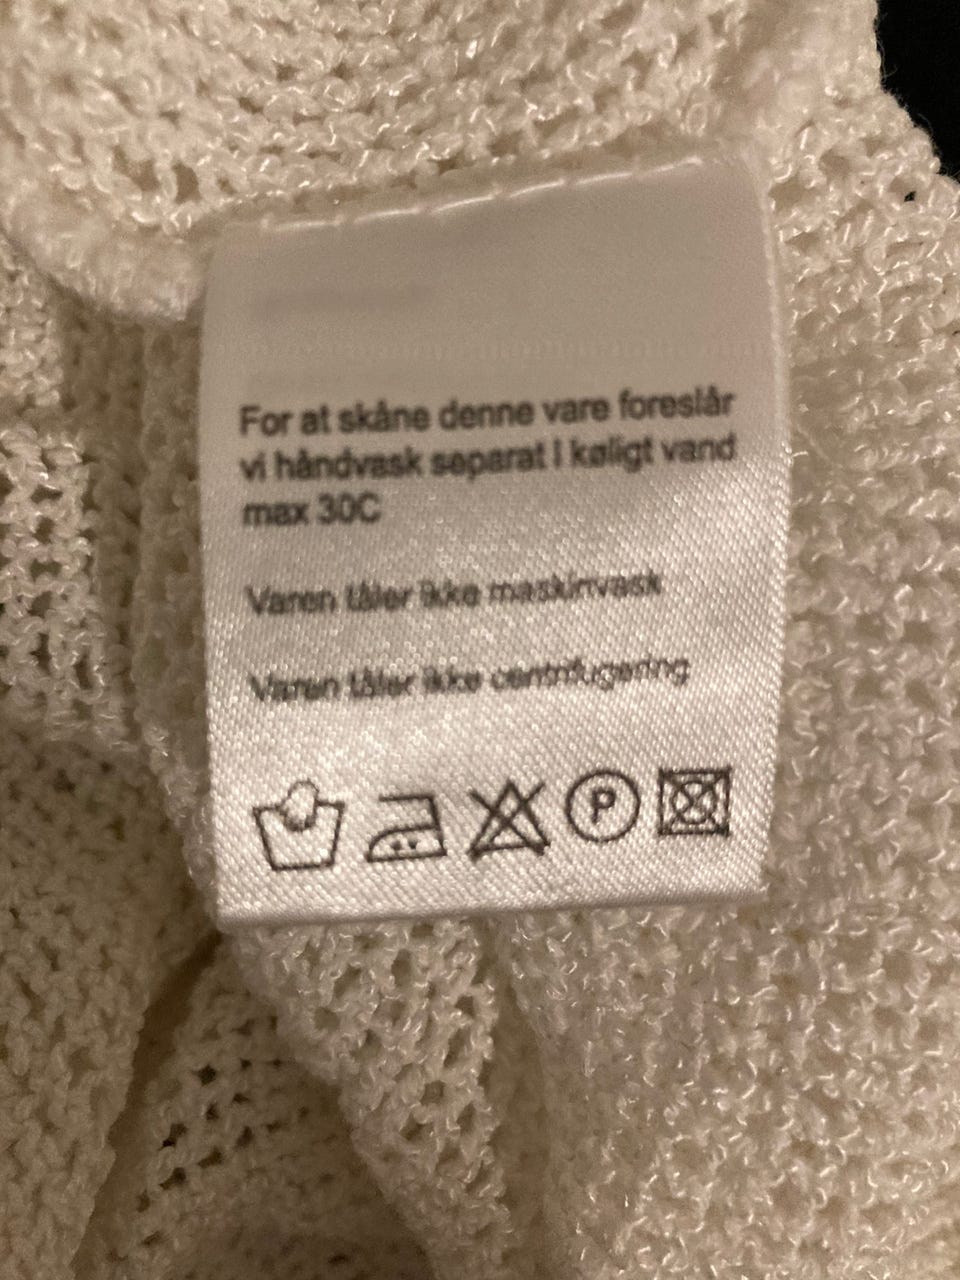 For at skåne denne vare foreslår
vi håndvask separat I køligt vand
max 30C
Varen tåler ikke maskinvask
Varen tåler ikke centrifugering
P